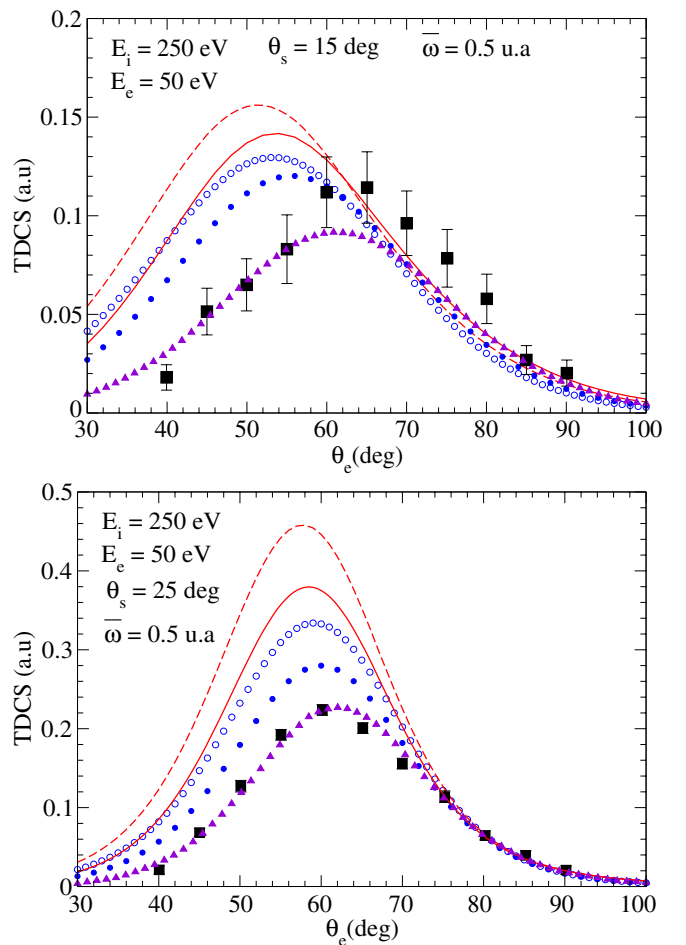 E_i = 250 eV θ_s = 15 deg ω̅ = 0.5 u.a
E_e = 50 eV
TDCS (a.u)
0.2
0.15
0.1
0.05
0
30 40 50 60 70 80 90 100
θ_e(deg)
E_i = 250 eV
E_e = 50 eV
θ_s = 25 deg
ω̅ = 0.5 u.a
TDCS (a.u)
0.5
0.4
0.3
0.2
0.1
0
30 40 50 60 70 80 90 100
θ_e(deg)